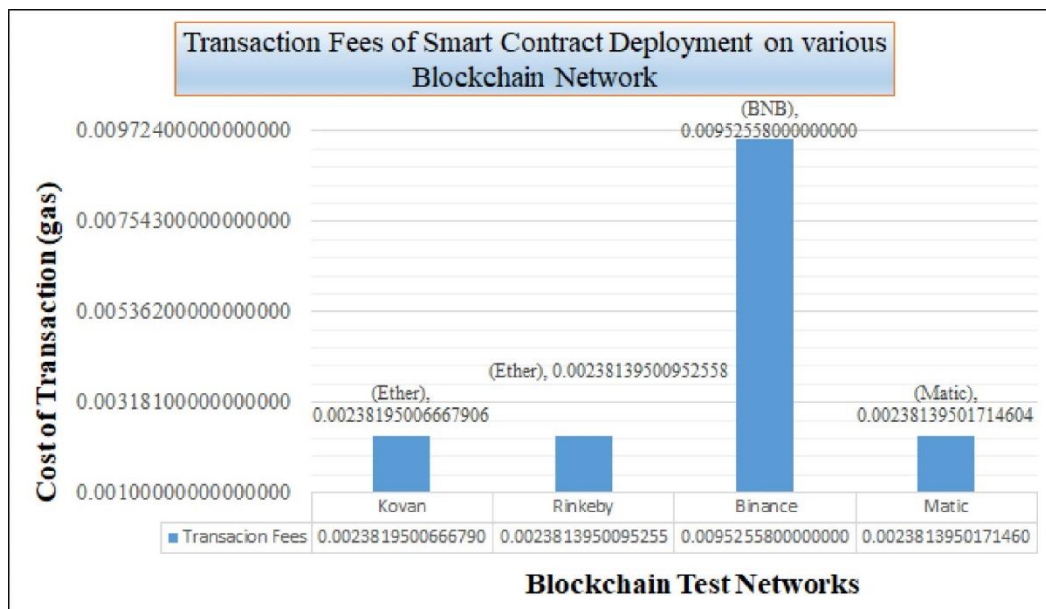 Transaction Fees of Smart Contract Deployment on various
Blockchain Network
Cost of Transaction (gas)
0.00972400000000000
0.00754300000000000
0.00536200000000000
0.00318100000000000
0.00100000000000000
(Ether),
0.00238195006667906
(Ether), 0.00238139500952558
(BNB),
0.00952558000000000
(Matic),
0.00238139501714604
Kovan Rinkeby Binance Matic
Transacion Fees 0.0023819500666790 0.0023813950095255 0.0095255800000000 0.0023813950171460
Blockchain Test Networks